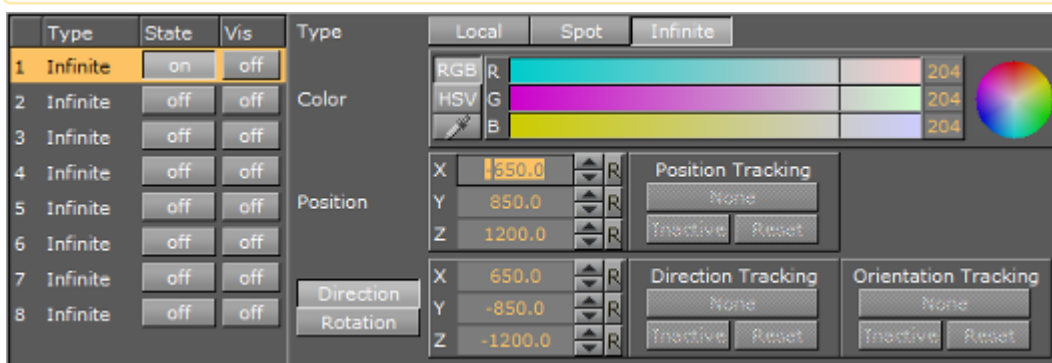 Type State Vis Type Local Spot Infinite
1 Infinite on off RGB R 204
2 Infinite off off Color HSV G 204
3 Infinite off off B 204
4 Infinite off off X -650.0 R Position Tracking
5 Infinite off off Position Y 850.0 R None
6 Infinite off off Z 1200.0 R Inactive Reset
7 Infinite off off Direction X 650.0 R Direction Tracking Orientation Tracking
8 Infinite off off Rotation Y -850.0 R None None
Z -1200.0 R Inactive Reset Inactive Reset